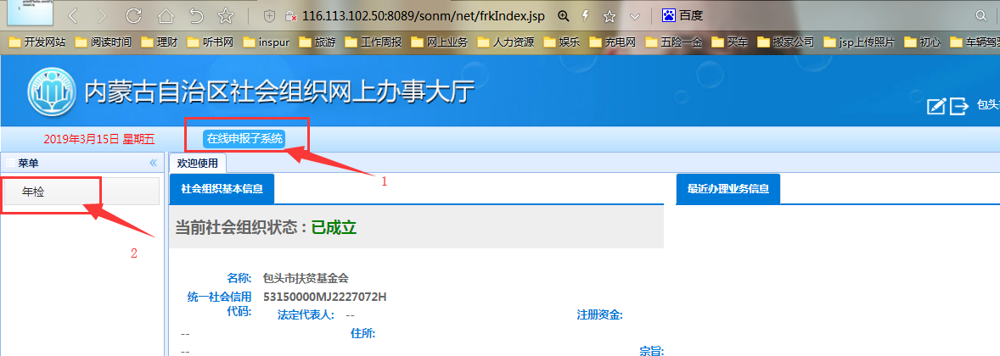 116.113.102.50:8089/sonm/net/frkIndex.jsp 百度
开发网站 阅读时间 理财 听书网 inspur 旅游 工作周报 网上业务 人力资源 娱乐 充电网 五险一金 买车 搬家公司 jsp上传照片 初心 车辆驾驶
内蒙古自治区社会组织网上办事大厅
包头
2019年3月15日 星期五 在线申报子系统
菜单 欢迎使用
1
年检 社会组织基本信息 最近办理业务信息
当前社会组织状态：已成立
2
名称: 包头市扶贫基金会
统一社会信用 53150000MJ2227072H
代码: 法定代表人: -- 注册资金:
-- 住所:
-- 宗旨: